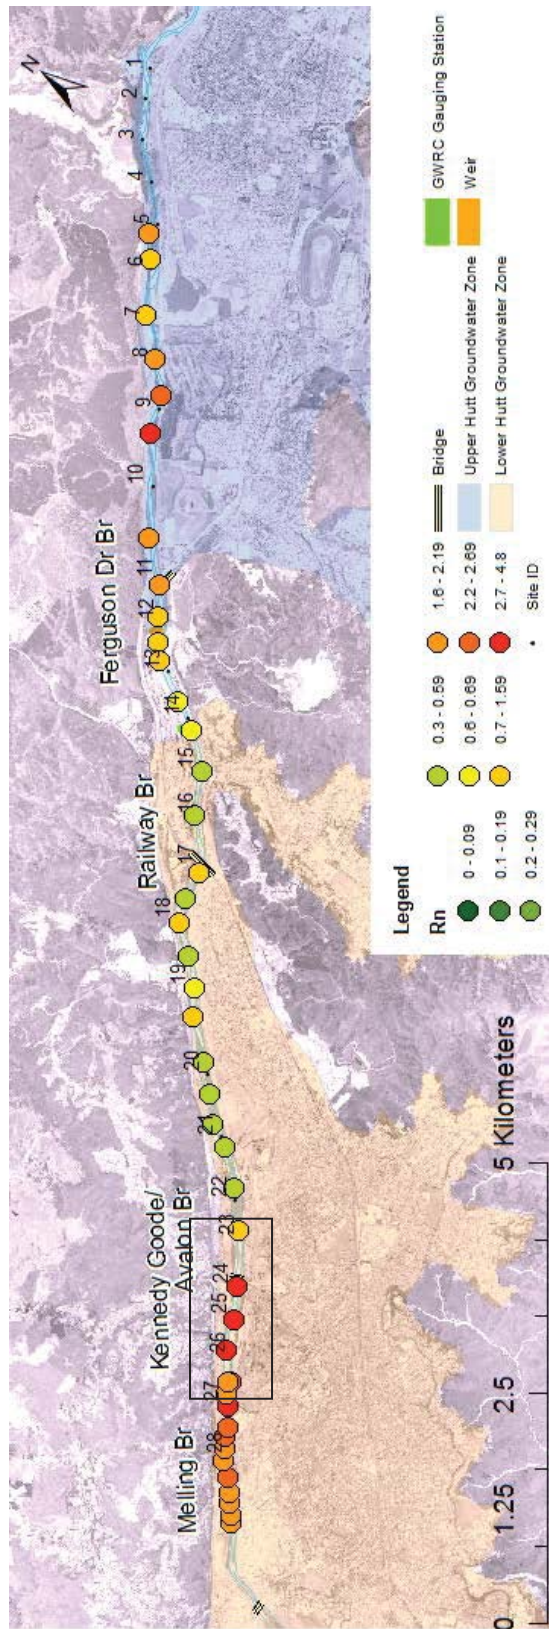 N
1
2
3
4
5
6
7
8
9
10
11
12
13
14
15
16
17
18
19
20
21
22
23
24
25
26
27
28
Ferguson Dr Br
Railway Br
Kennedy Goode/
Avalon Br
Melling Br
0 1.25 2.5 5 Kilometers
Legend
Rn
0 - 0.09
0.1 - 0.19
0.2 - 0.29
0.3 - 0.59
0.6 - 0.69
0.7 - 1.59
1.6 - 2.19
2.2 - 2.69
2.7 - 4.8
Site ID
Bridge
Upper Hutt Groundwater Zone
Lower Hutt Groundwater Zone
GWRC Gauging Station
Weir